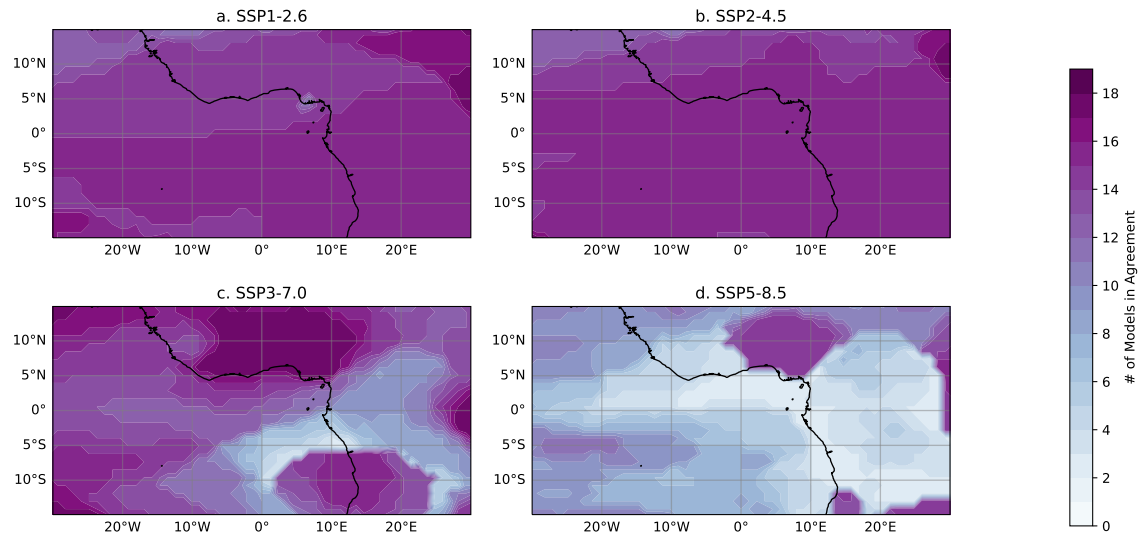 a. SSP1-2.6
b. SSP2-4.5
10°N
5°N
0°
5°S
10°S
10°N
5°N
0°
5°S
10°S
20°W 10°W 0° 10°E 20°E
20°W 10°W 0° 10°E 20°E
c. SSP3-7.0
d. SSP5-8.5
10°N
5°N
0°
5°S
10°S
10°N
5°N
0°
5°S
10°S
20°W 10°W 0° 10°E 20°E
20°W 10°W 0° 10°E 20°E
18
16
14
12
10
8
6
4
2
0
# of Models in Agreement